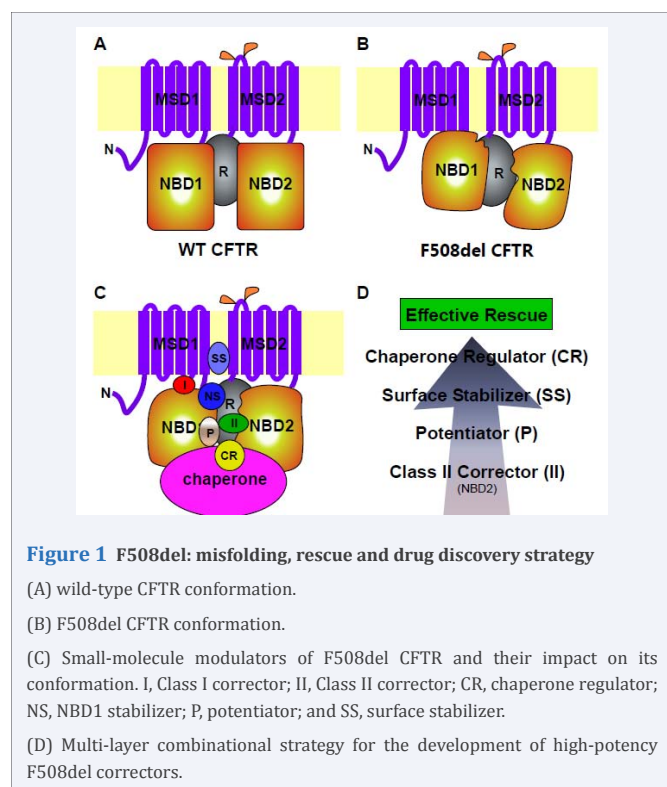 A
MSD1
MSD2
N
NBD1
R
NBD2
WT CFTR
B
MSD1
MSD2
N
NBD1
R
NBD2
F508del CFTR
C
MSD1
SS
MSD2
N
I
NS
R
NBD
P
II
NBD2
CR
chaperone
D
Effective Rescue
Chaperone Regulator (CR)
Surface Stabilizer (SS)
Potentiator (P)
Class II Corrector (II)
(NBD2)
Figure 1 F508del: misfolding, rescue and drug discovery strategy
(A) wild-type CFTR conformation.
(B) F508del CFTR conformation.
(C) Small-molecule modulators of F508del CFTR and their impact on its
conformation. I, Class I corrector; II, Class II corrector; CR, chaperone regulator;
NS, NBD1 stabilizer; P, potentiator; and SS, surface stabilizer.
(D) Multi-layer combinational strategy for the development of high-potency
F508del correctors.